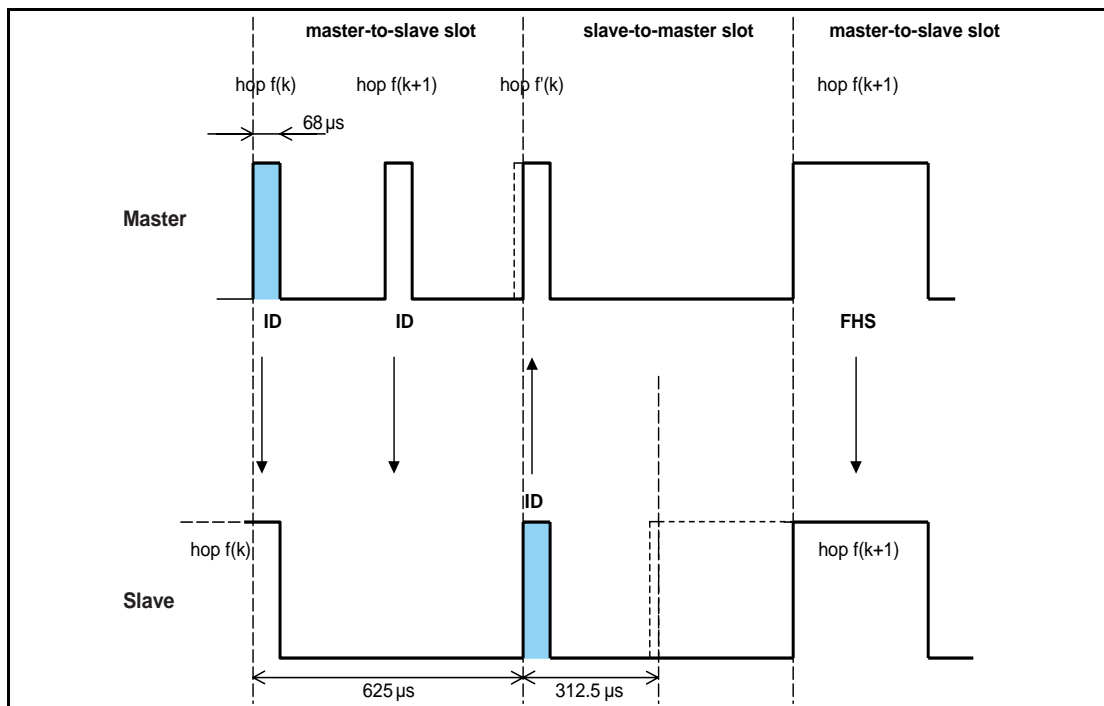 master-to-slave slot slave-to-master slot master-to-slave slot
hop f(k) hop f(k+1) hop f'(k) hop f(k+1)
68 µs
Master
ID ID FHS
ID
hop f(k) hop f(k+1)
Slave
625 µs 312.5 µs